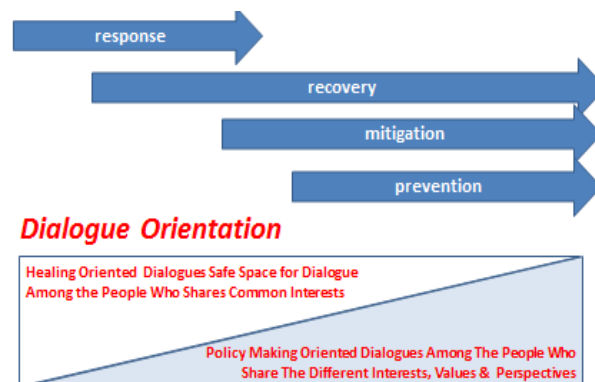 response
recovery
mitigation
prevention
Dialogue Orientation
Healing Oriented Dialogues Safe Space for Dialogue
Among the People Who Shares Common Interests
Policy Making Oriented Dialogues Among The People Who
Share The Different Interests, Values & Perspectives